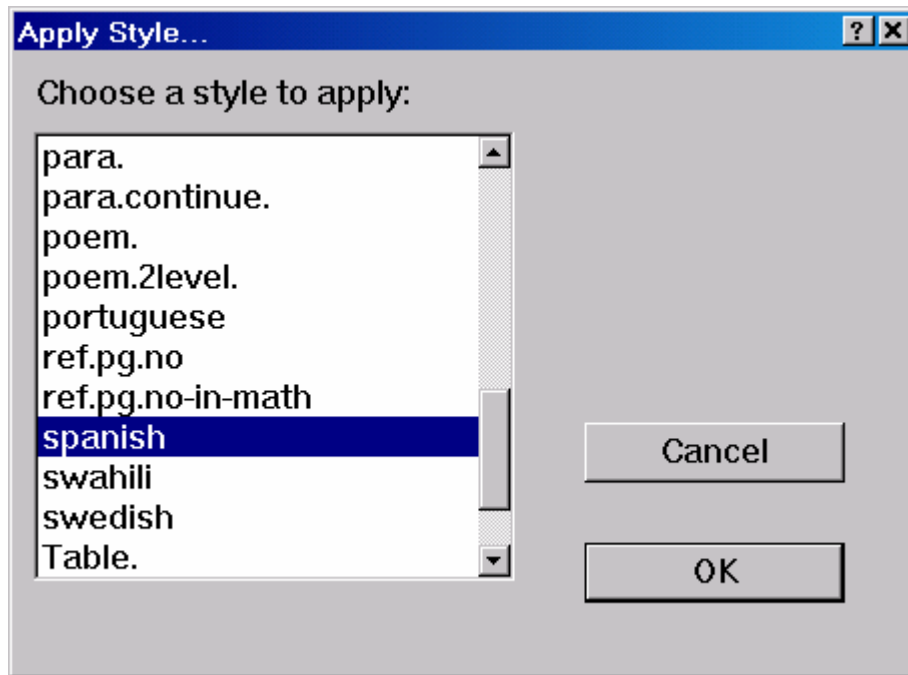 Apply Style...
Choose a style to apply:
para.
para.continue.
poem.
poem.2level.
portuguese
ref.pg.no
ref.pg.no-in-math
spanish
swahili
swedish
Table.
Cancel
OK